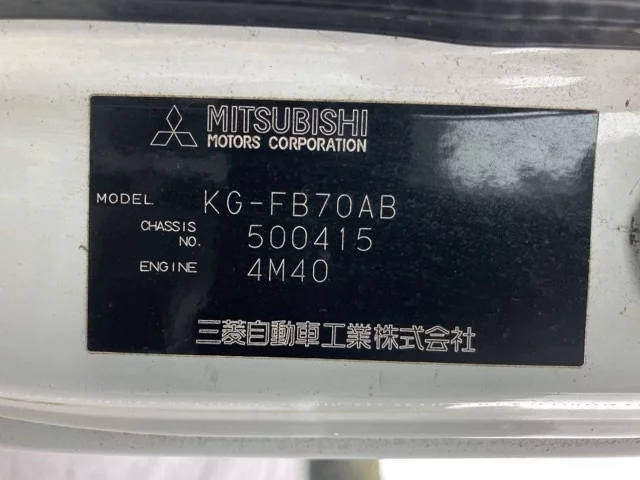 MITSUBISHI
MOTORS CORPORATION
MODEL KG-FB70AB
CHASSIS NO. 500415
ENGINE 4M40
三菱自動車工業株式会社